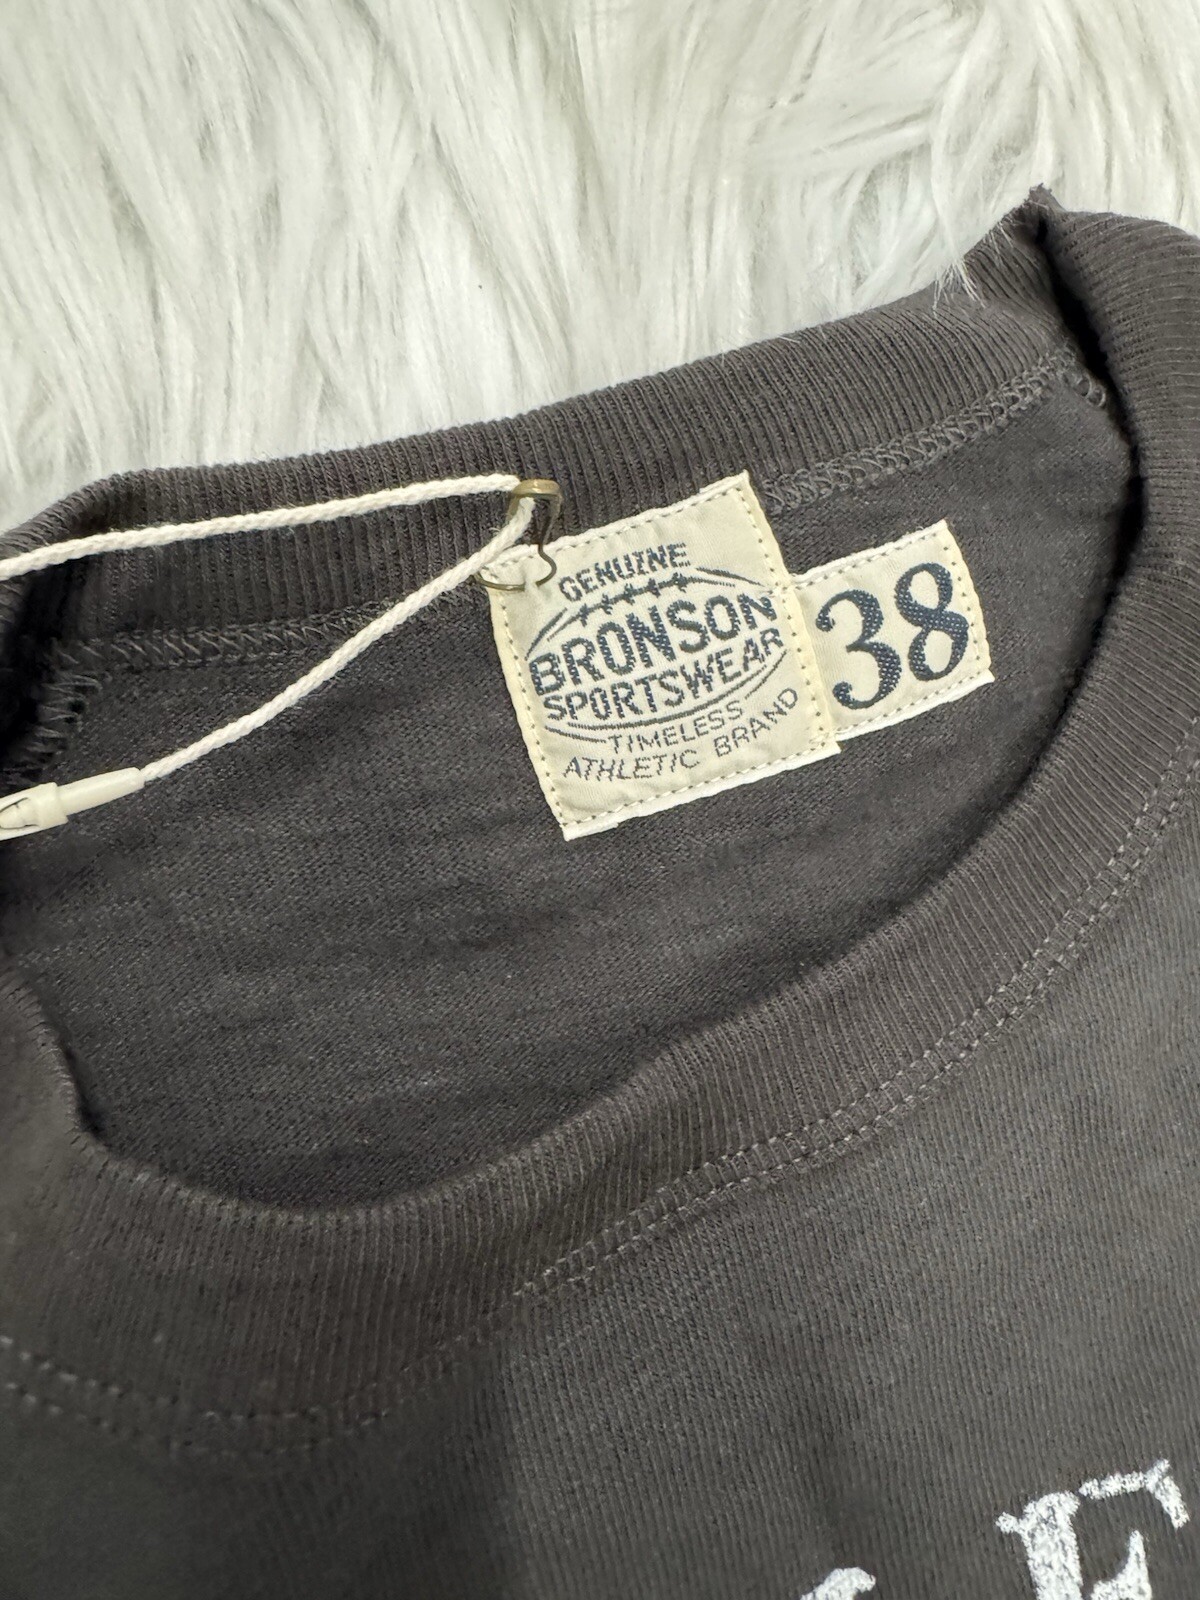 GENUINE
BRONSON
SPORTSWEAR
TIMELESS
ATHLETIC BRAND
38
E